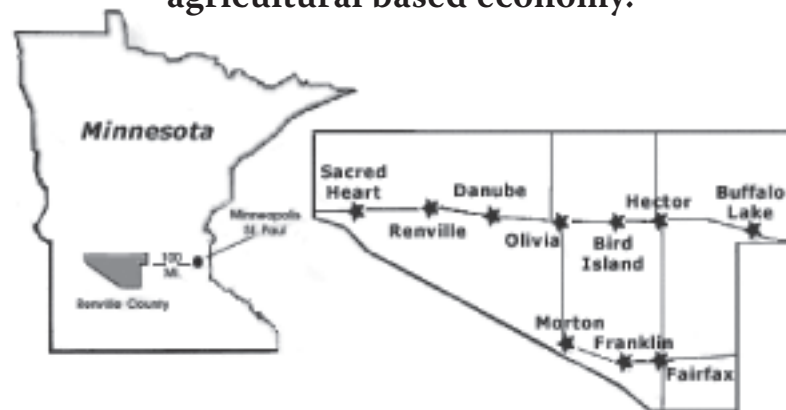 agricultural based economy.
Minnesota
Minneapolis
St. Paul
100
Mi.
Renville County
Sacred
Heart
Renville
Danube
Olivia
Bird
Island
Hector
Buffalo
Lake
Morton
Franklin
Fairfax